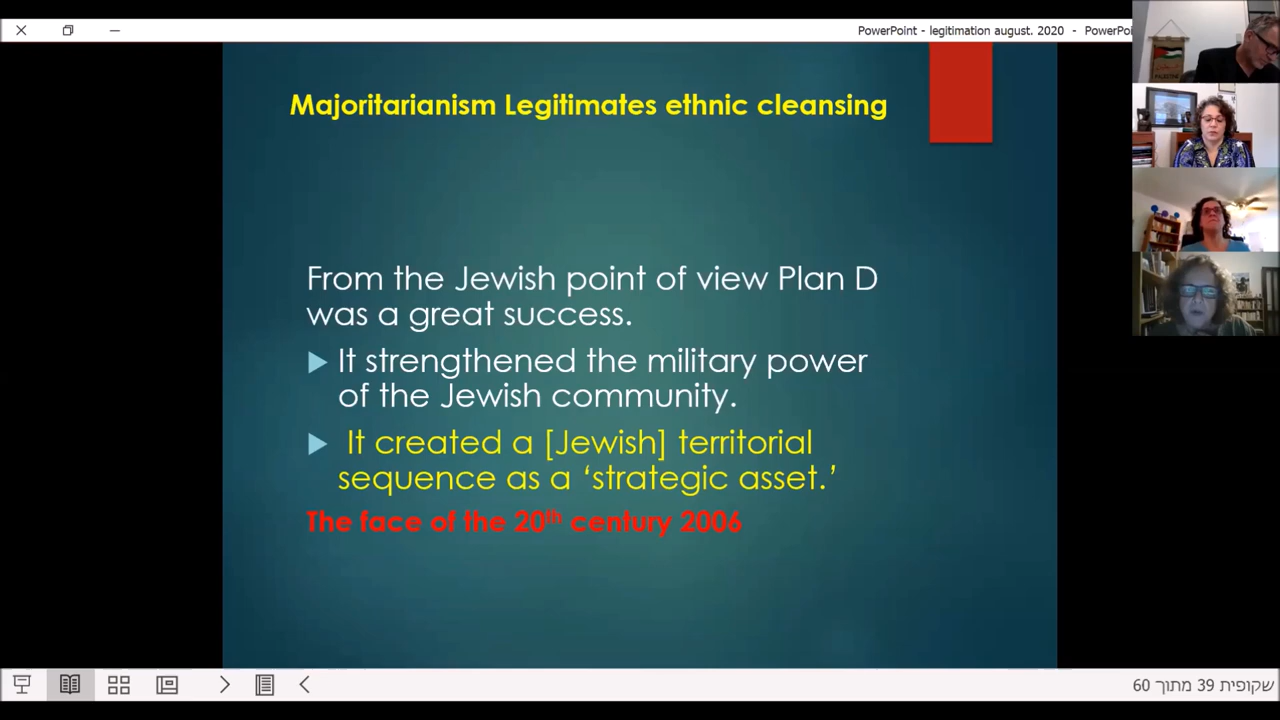 PowerPoint - legitimation august. 2020 - PowerPoi
Majoritarianism Legitimates ethnic cleansing
From the Jewish point of view Plan D
was a great success.
It strengthened the military power
of the Jewish community.
It created a [Jewish] territorial
sequence as a ‘strategic asset.’
The face of the 20th century 2006
PALESTINE
שקופית 39 מתוך 60